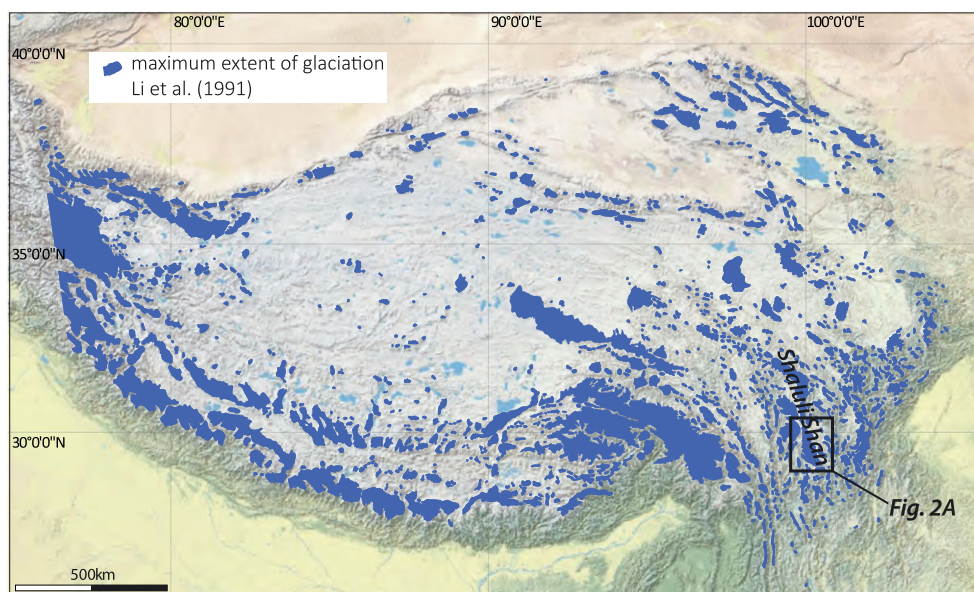 80°0'0"E
90°0'0"E
100°0'0"E
40°0'0"N
maximum extent of glaciation
Li et al. (1991)
35°0'0"N
Shaluli Shan
30°0'0"N
Fig. 2A
500km